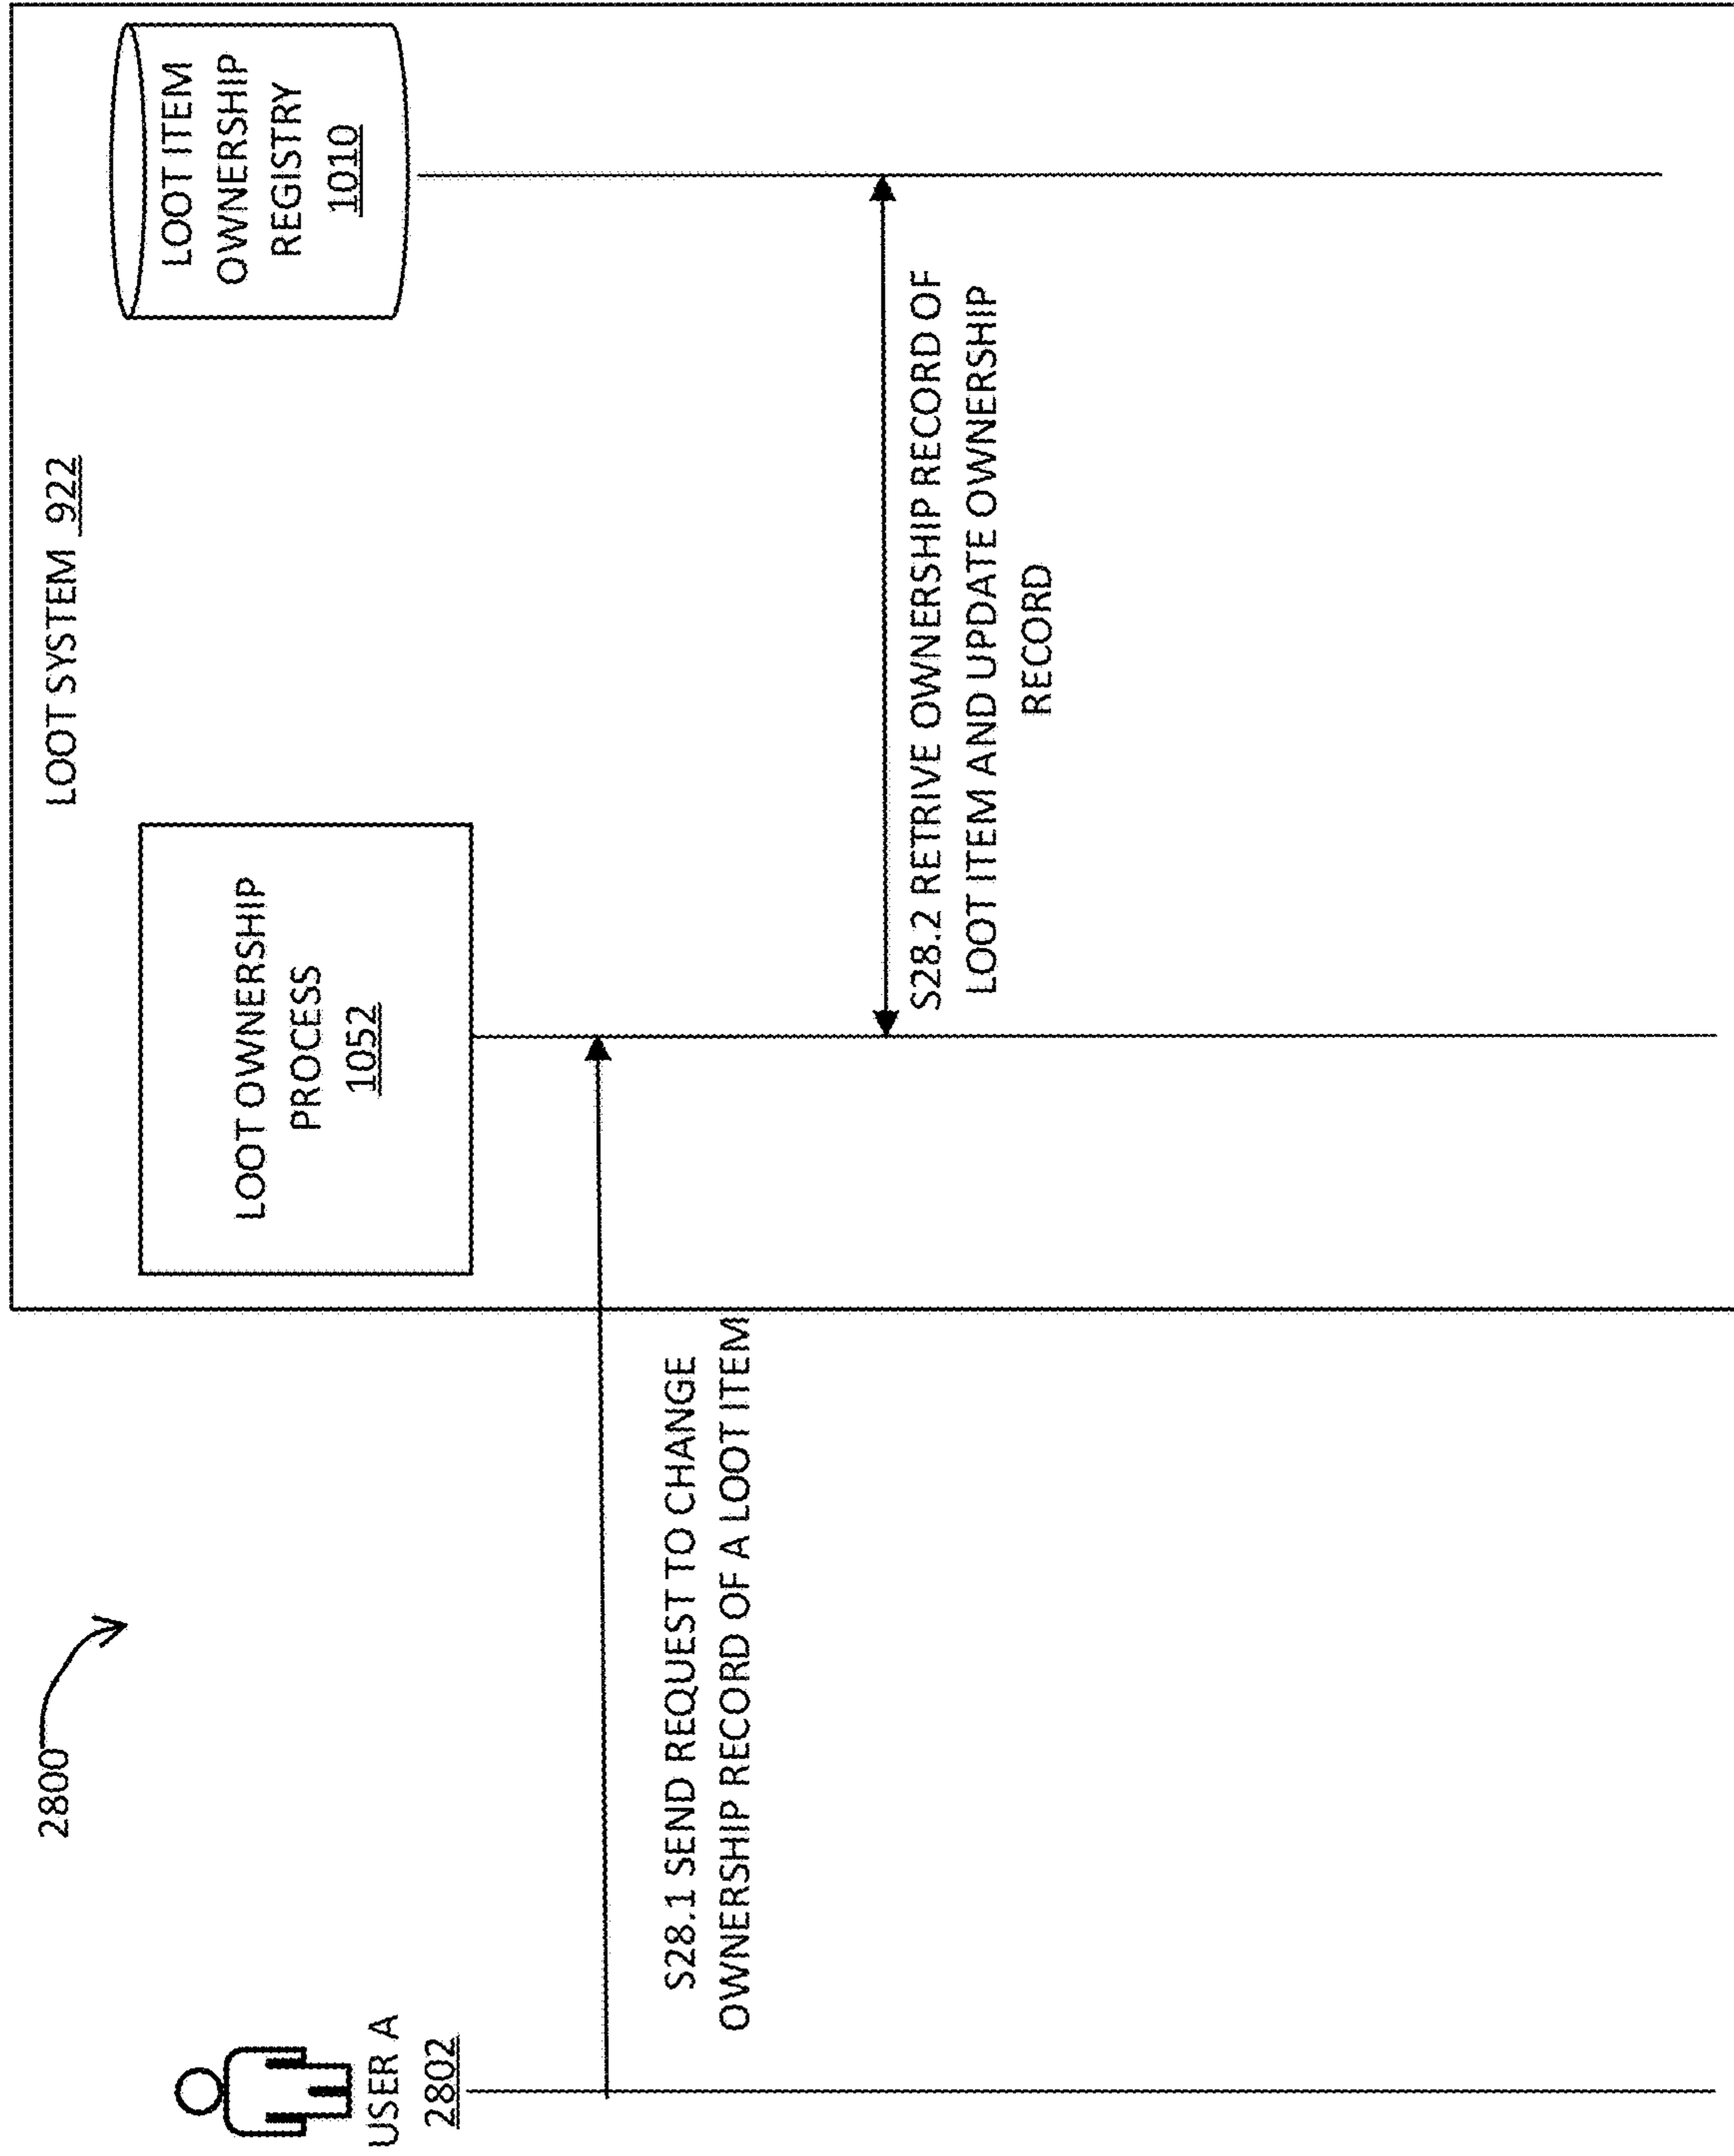 2800
LOOT SYSTEM 922
USER A
2802
LOOT OWNERSHIP
PROCESS
1052
LOOT ITEM
OWNERSHIP
REGISTRY
1010
S28.1 SEND REQUEST TO CHANGE
OWNERSHIP RECORD OF A LOOT ITEM
S28.2 RETRIVE OWNERSHIP RECORD OF
LOOT ITEM AND UPDATE OWNERSHIP
RECORD